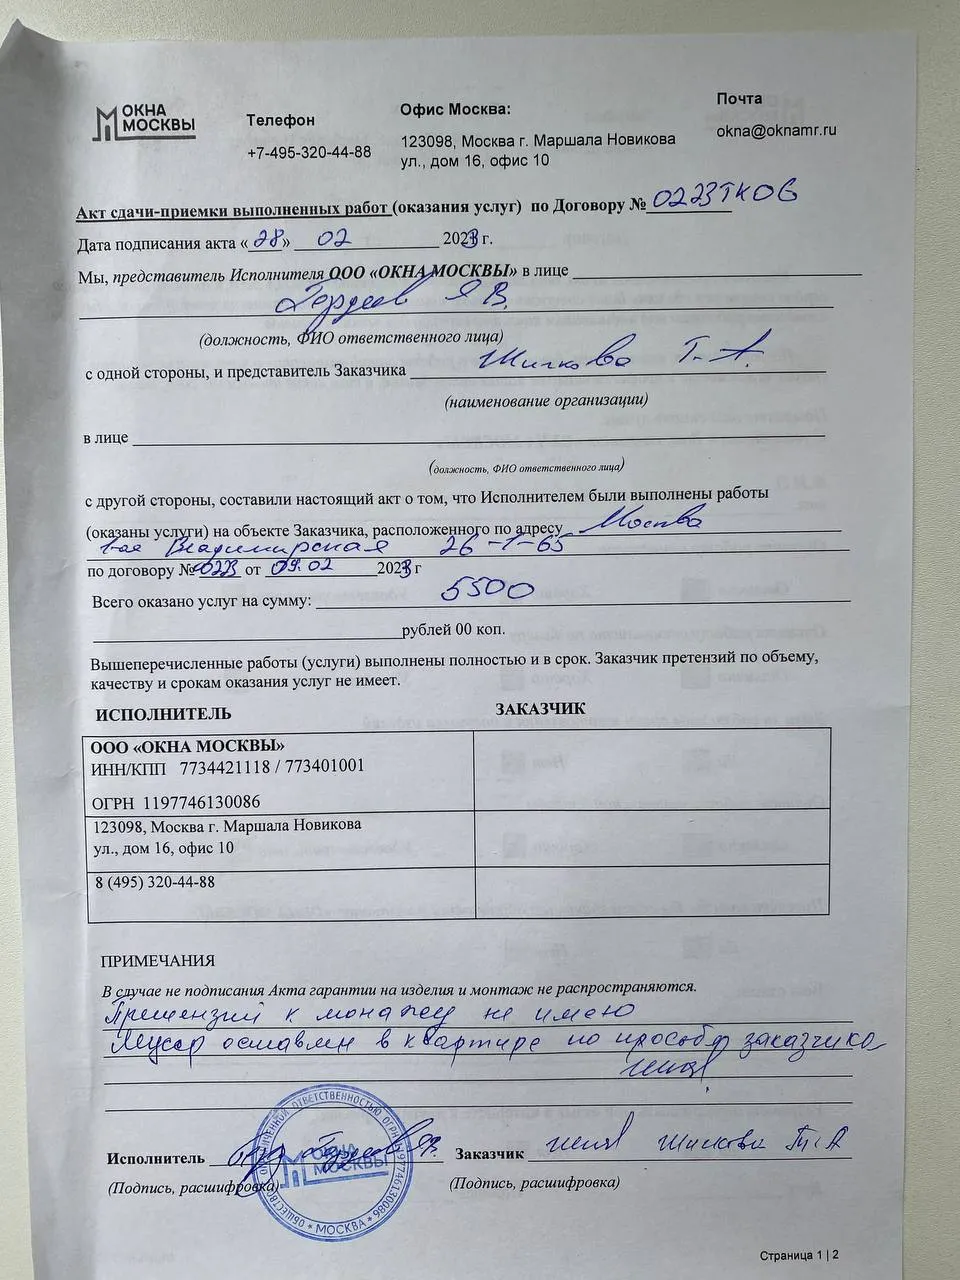 ОКНА
МОСКВЫ
Телефон
+7-495-320-44-88
Офис Москва:
123098, Москва г. Маршала Новикова
ул., дом 16, офис 10
Почта
okna@oknamr.ru
Акт сдачи-приемки выполненных работ (оказания услуг) по Договору № 0223ТК06
Дата подписания акта «28» 02 2023 г.
Мы, представитель Исполнителя ООО «ОКНА МОСКВЫ» в лице
Я В.
(должность, ФИО ответственного лица)
с одной стороны, и представитель Заказчика Т. А.
(наименование организации)
в лице
(должность, ФИО ответственного лица)
с другой стороны, составили настоящий акт о том, что Исполнителем были выполнены работы
(оказаны услуги) на объекте Заказчика, расположенного по адресу Москва
1-ая Владимирская 26-1-65
по договору № 0223 от 09.02 2023 г
Всего оказано услуг на сумму: 5500
рублей 00 коп.
Вышеперечисленные работы (услуги) выполнены полностью и в срок. Заказчик претензий по объему,
качеству и срокам оказания услуг не имеет.
ИСПОЛНИТЕЛЬ ЗАКАЗЧИК
ООО «ОКНА МОСКВЫ»
ИНН/КПП 7734421118 / 773401001
ОГРН 1197746130086
123098, Москва г. Маршала Новикова
ул., дом 16, офис 10
8 (495) 320-44-88
ПРИМЕЧАНИЯ
В случае не подписания Акта гарантии на изделия и монтаж не распространяются.
Претензий к монтажу не имею
Мусор оставлен в квартире по просьбе заказчика
Исполнитель
Заказчик Т А
(Подпись, расшифровка)
(Подпись, расшифровка)
ОБЩЕСТВО С ОГРАНИЧЕННОЙ ОТВЕТСТВЕННОСТЬЮ ОГРН 1197746130086
ОКНА
МОСКВЫ
* МОСКВА *
Страница 1 | 2